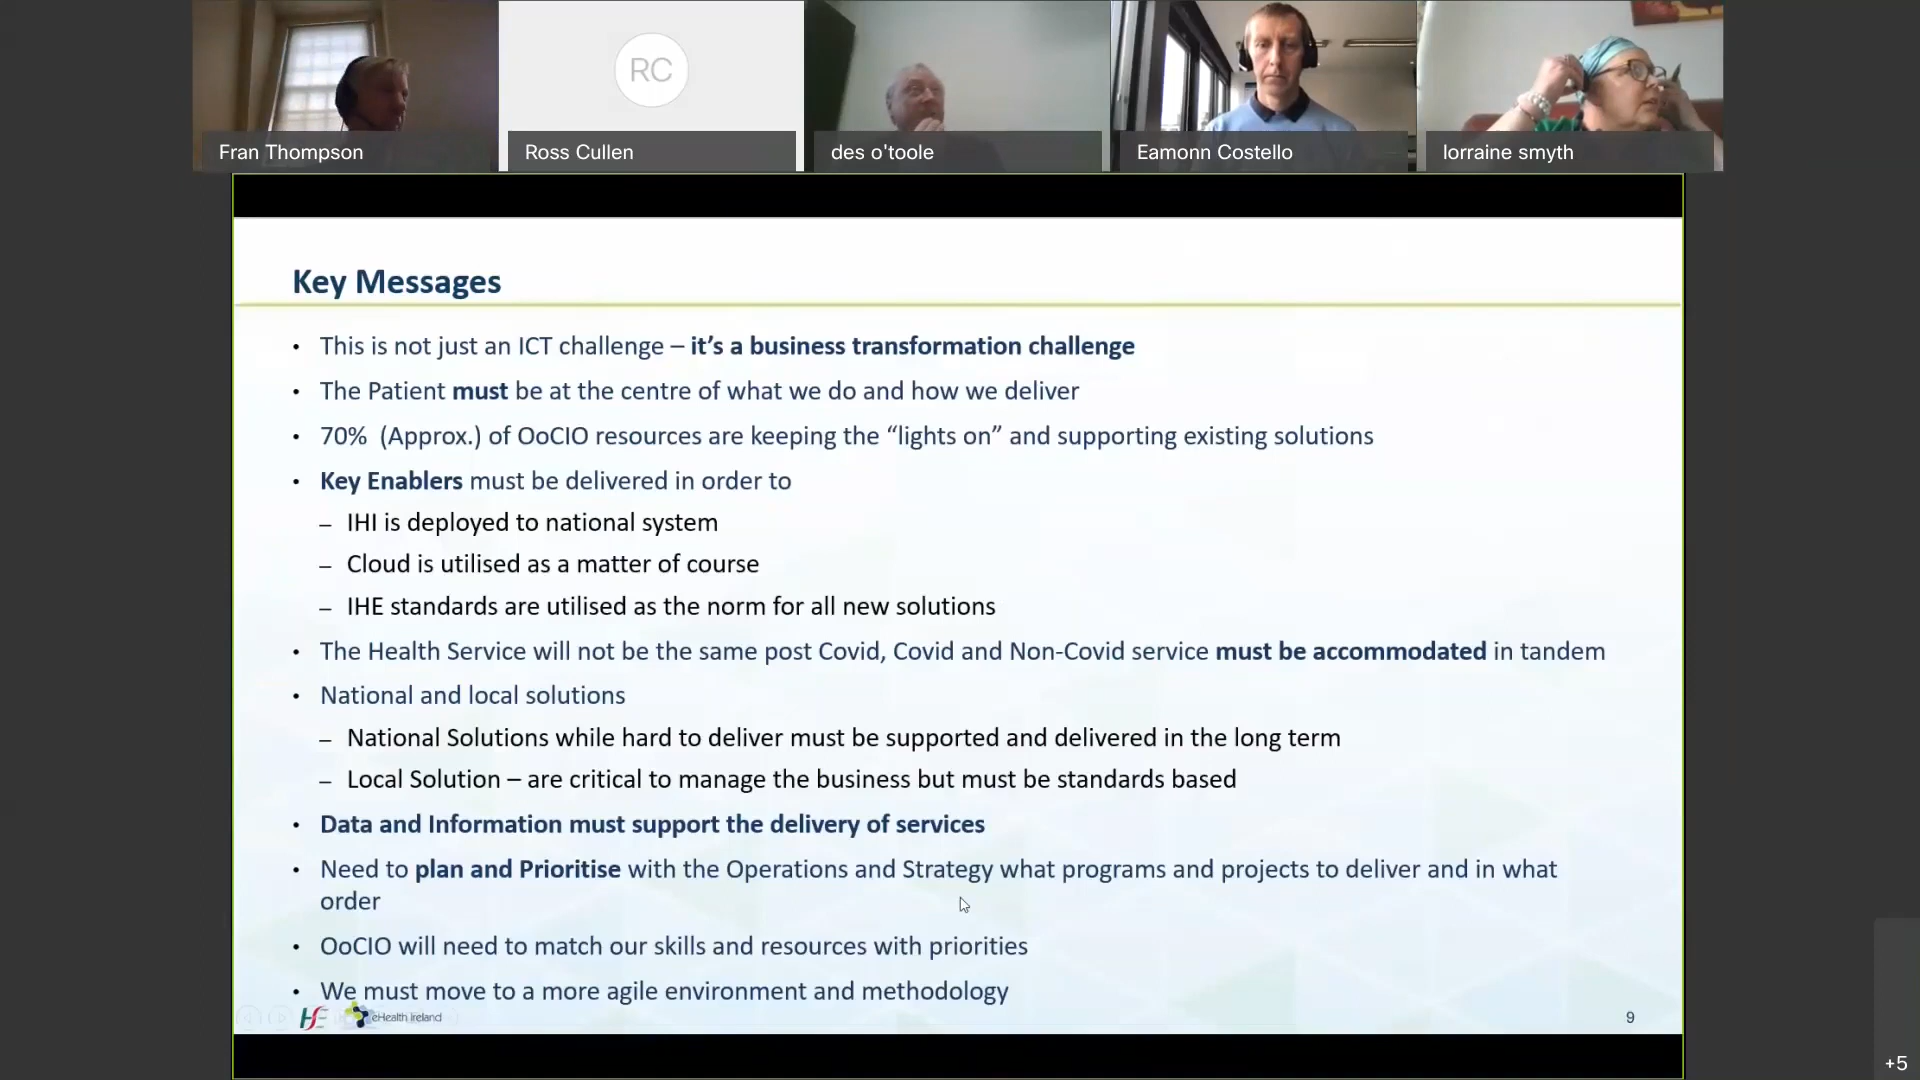 RC
Fran Thompson
Ross Cullen
des o'toole
Eamonn Costello
lorraine smyth
Key Messages
• This is not just an ICT challenge – it's a business transformation challenge
• The Patient must be at the centre of what we do and how we deliver
• 70% (Approx.) of OoCIO resources are keeping the “lights on” and supporting existing solutions
• Key Enablers must be delivered in order to
– IHI is deployed to national system
– Cloud is utilised as a matter of course
– IHE standards are utilised as the norm for all new solutions
• The Health Service will not be the same post Covid, Covid and Non-Covid service must be accommodated in tandem
• National and local solutions
– National Solutions while hard to deliver must be supported and delivered in the long term
– Local Solution – are critical to manage the business but must be standards based
• Data and Information must support the delivery of services
• Need to plan and Prioritise with the Operations and Strategy what programs and projects to deliver and in what
order
• OoCIO will need to match our skills and resources with priorities
• We must move to a more agile environment and methodology
eHealth Ireland
9
+5